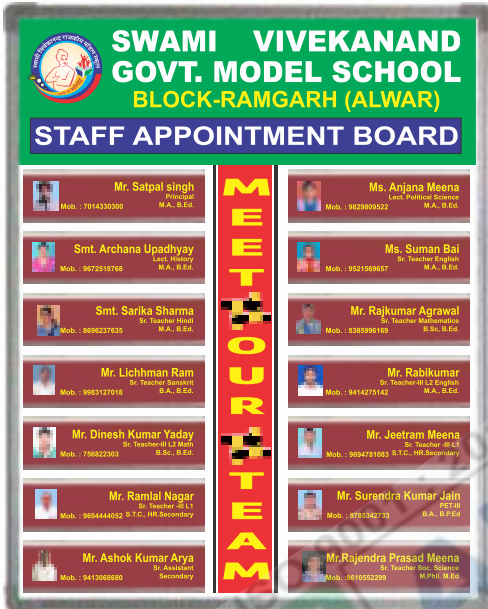 स्वामी विवेकानन्द राजकीय मॉडल स्कूल
SWAMI VIVEKANAND
GOVT. MODEL SCHOOL
BLOCK-RAMGARH (ALWAR)
STAFF APPOINTMENT BOARD
MEET OUR TEAM
Mr. Satpal singh
Principal
Mob. : 7014330300 M.A., B.Ed.
Smt. Archana Upadhyay
Lect. History
Mob. : 9672518768 M.A., B.Ed.
Smt. Sarika Sharma
Sr. Teacher Hindi
Mob. : 8696237635 M.A., B.Ed.
Mr. Lichhman Ram
Sr. Teacher Sanskrit
Mob. : 9983127018 B.A., B.Ed.
Mr. Dinesh Kumar Yaday
Sr. Teacher-III L2 Math
Mob. : 756822303 B.Sc., B.Ed.
Mr. Ramlal Nagar
Sr. Teacher -III L1
Mob. : 9694444052 S.T.C., HR.Secondary
Mr. Ashok Kumar Arya
Sr. Assistant
Mob. : 9413068680 Secondary
Ms. Anjana Meena
Lect. Political Science
Mob. : 9829809522 M.A., B.Ed.
Ms. Suman Bai
Sr. Teacher English
Mob. : 9521569657 M.A., B.Ed.
Mr. Rajkumar Agrawal
Sr. Teacher Mathematice
Mob. : 8385996169 B.Sc, B.Ed.
Mr. Rabikumar
Sr. Teacher-III L2 English
Mob. : 9414275142 M.A., B.Ed.
Mr. Jeetram Meena
Sr. Teacher -III.L1
Mob. : 9694781083 S.T.C., HR.Secondary
Mr. Surendra Kumar Jain
PET-III
Mob. : 9785342733 B.A., B.P.Ed
Mr.Rajendra Prasad Meena
Sr. Teacher Soc. Science
Mob. :9610552299 M.Phil. M.Ed